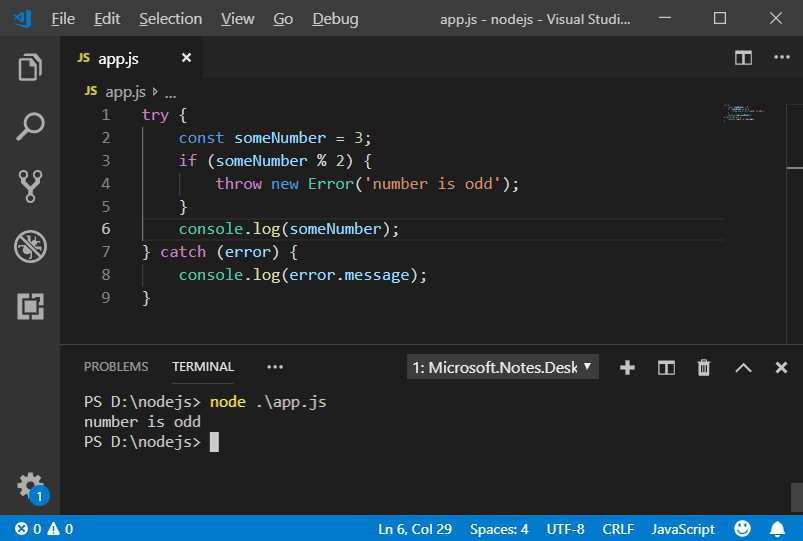 File Edit Selection View Go Debug app.js - nodejs - Visual Studi...
JS app.js
JS app.js ...
1 try {
2 const someNumber = 3;
3 if (someNumber % 2) {
4 throw new Error('number is odd');
5 }
6 console.log(someNumber);
7 } catch (error) {
8 console.log(error.message);
9 }
PROBLEMS TERMINAL ... 1: Microsoft.Notes.Desk
PS D:\nodejs> node .\app.js
number is odd
PS D:\nodejs>
1
0 0 Ln 6, Col 29 Spaces: 4 UTF-8 CRLF JavaScript